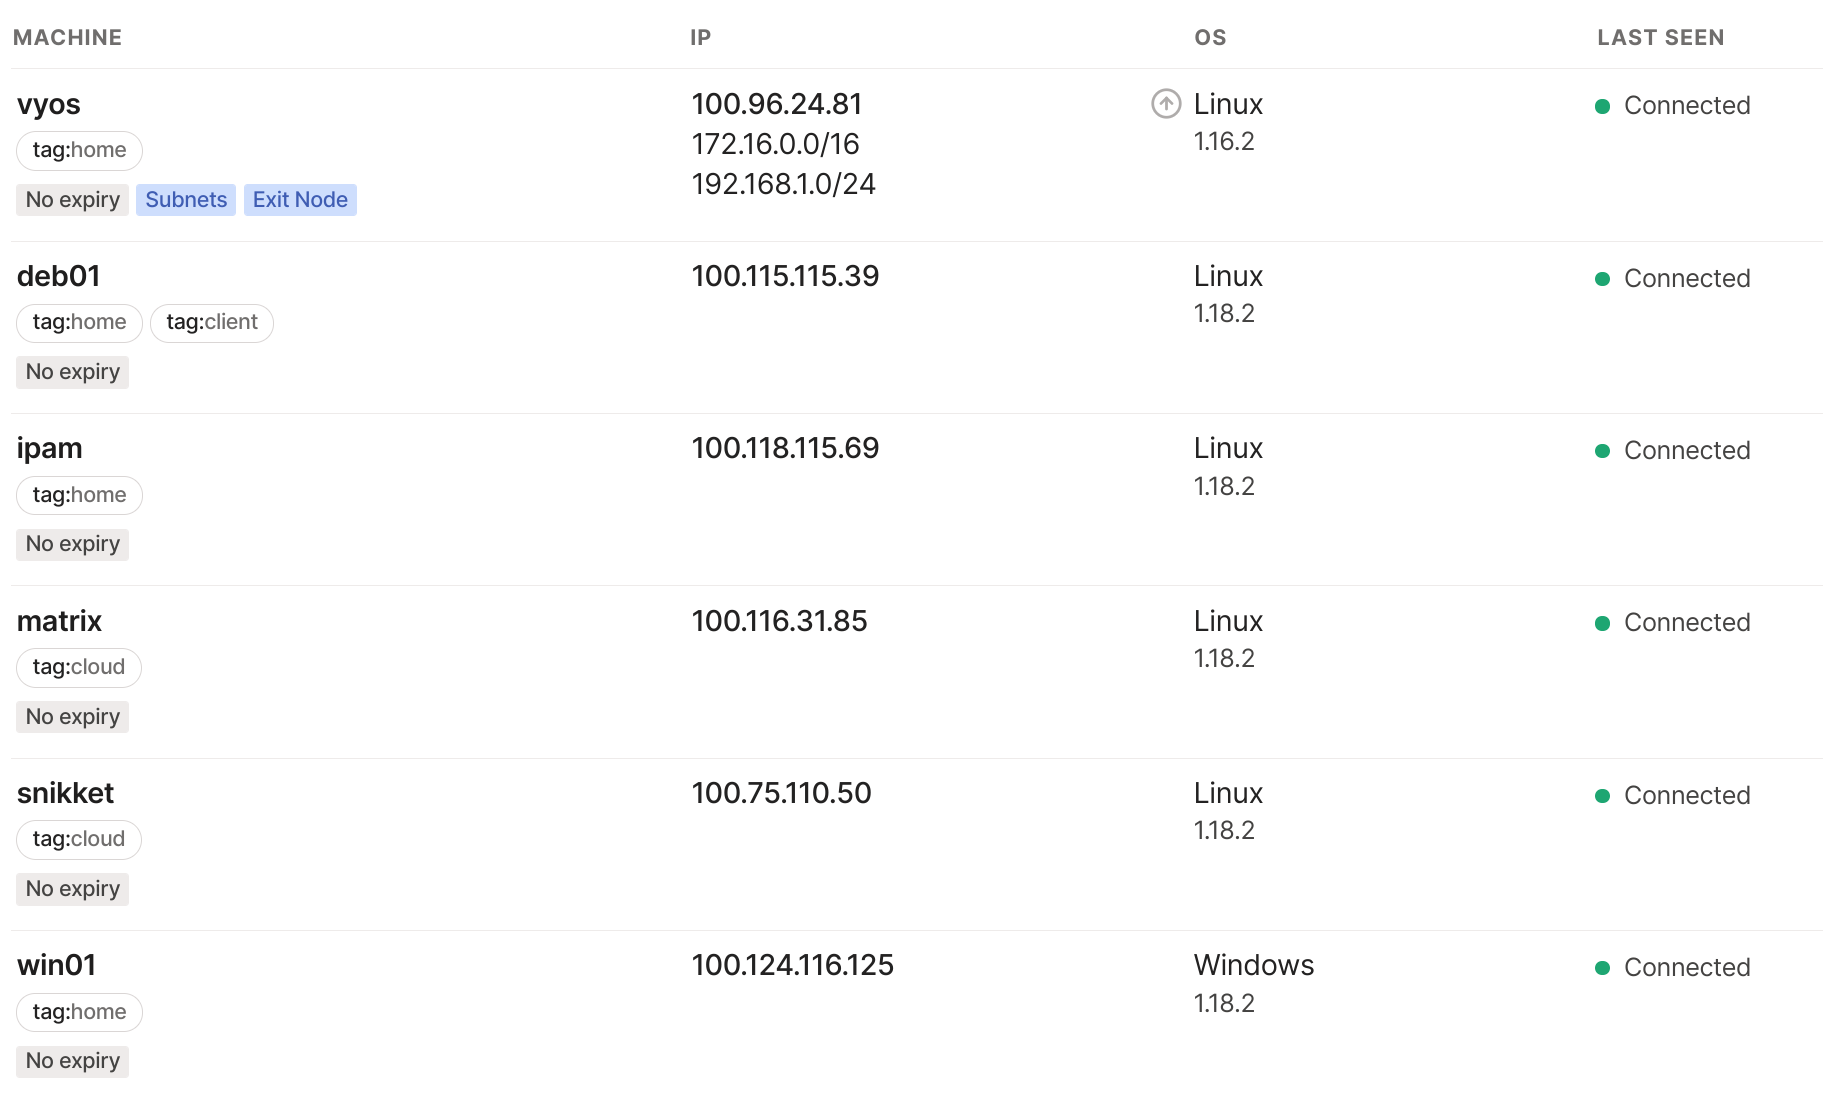 MACHINE IP OS LAST SEEN
vyos 100.96.24.81 Linux Connected
tag:home 172.16.0.0/16 1.16.2
No expiry Subnets Exit Node 192.168.1.0/24
deb01 100.115.115.39 Linux Connected
tag:home tag:client 1.18.2
No expiry
ipam 100.118.115.69 Linux Connected
tag:home 1.18.2
No expiry
matrix 100.116.31.85 Linux Connected
tag:cloud 1.18.2
No expiry
snikket 100.75.110.50 Linux Connected
tag:cloud 1.18.2
No expiry
win01 100.124.116.125 Windows Connected
tag:home 1.18.2
No expiry